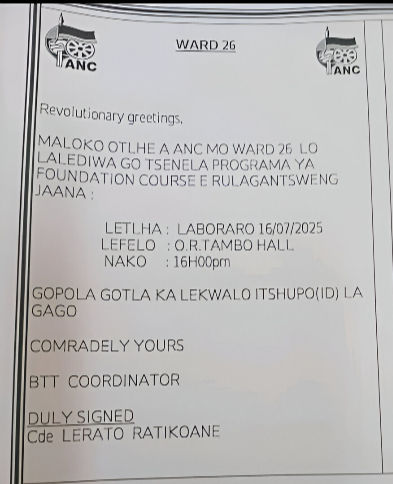 ANC
WARD 26
ANC
Revolutionary greetings,
MALOKO OTLHE A ANC MO WARD 26 LO
LALEDIWA GO TSENELA PROGRAMA YA
FOUNDATION COURSE E RULAGANTSWENG
JAANA :
LETLHA : LABORARO 16/07/2025
LEFELO : O.R.TAMBO HALL
NAKO : 16H00pm
GOPOLA GOTLA KA LEKWALO ITSHUPO(ID) LA
GAGO
COMRADELY YOURS
BTT COORDINATOR
DULY SIGNED
Cde LERATO RATIKOANE